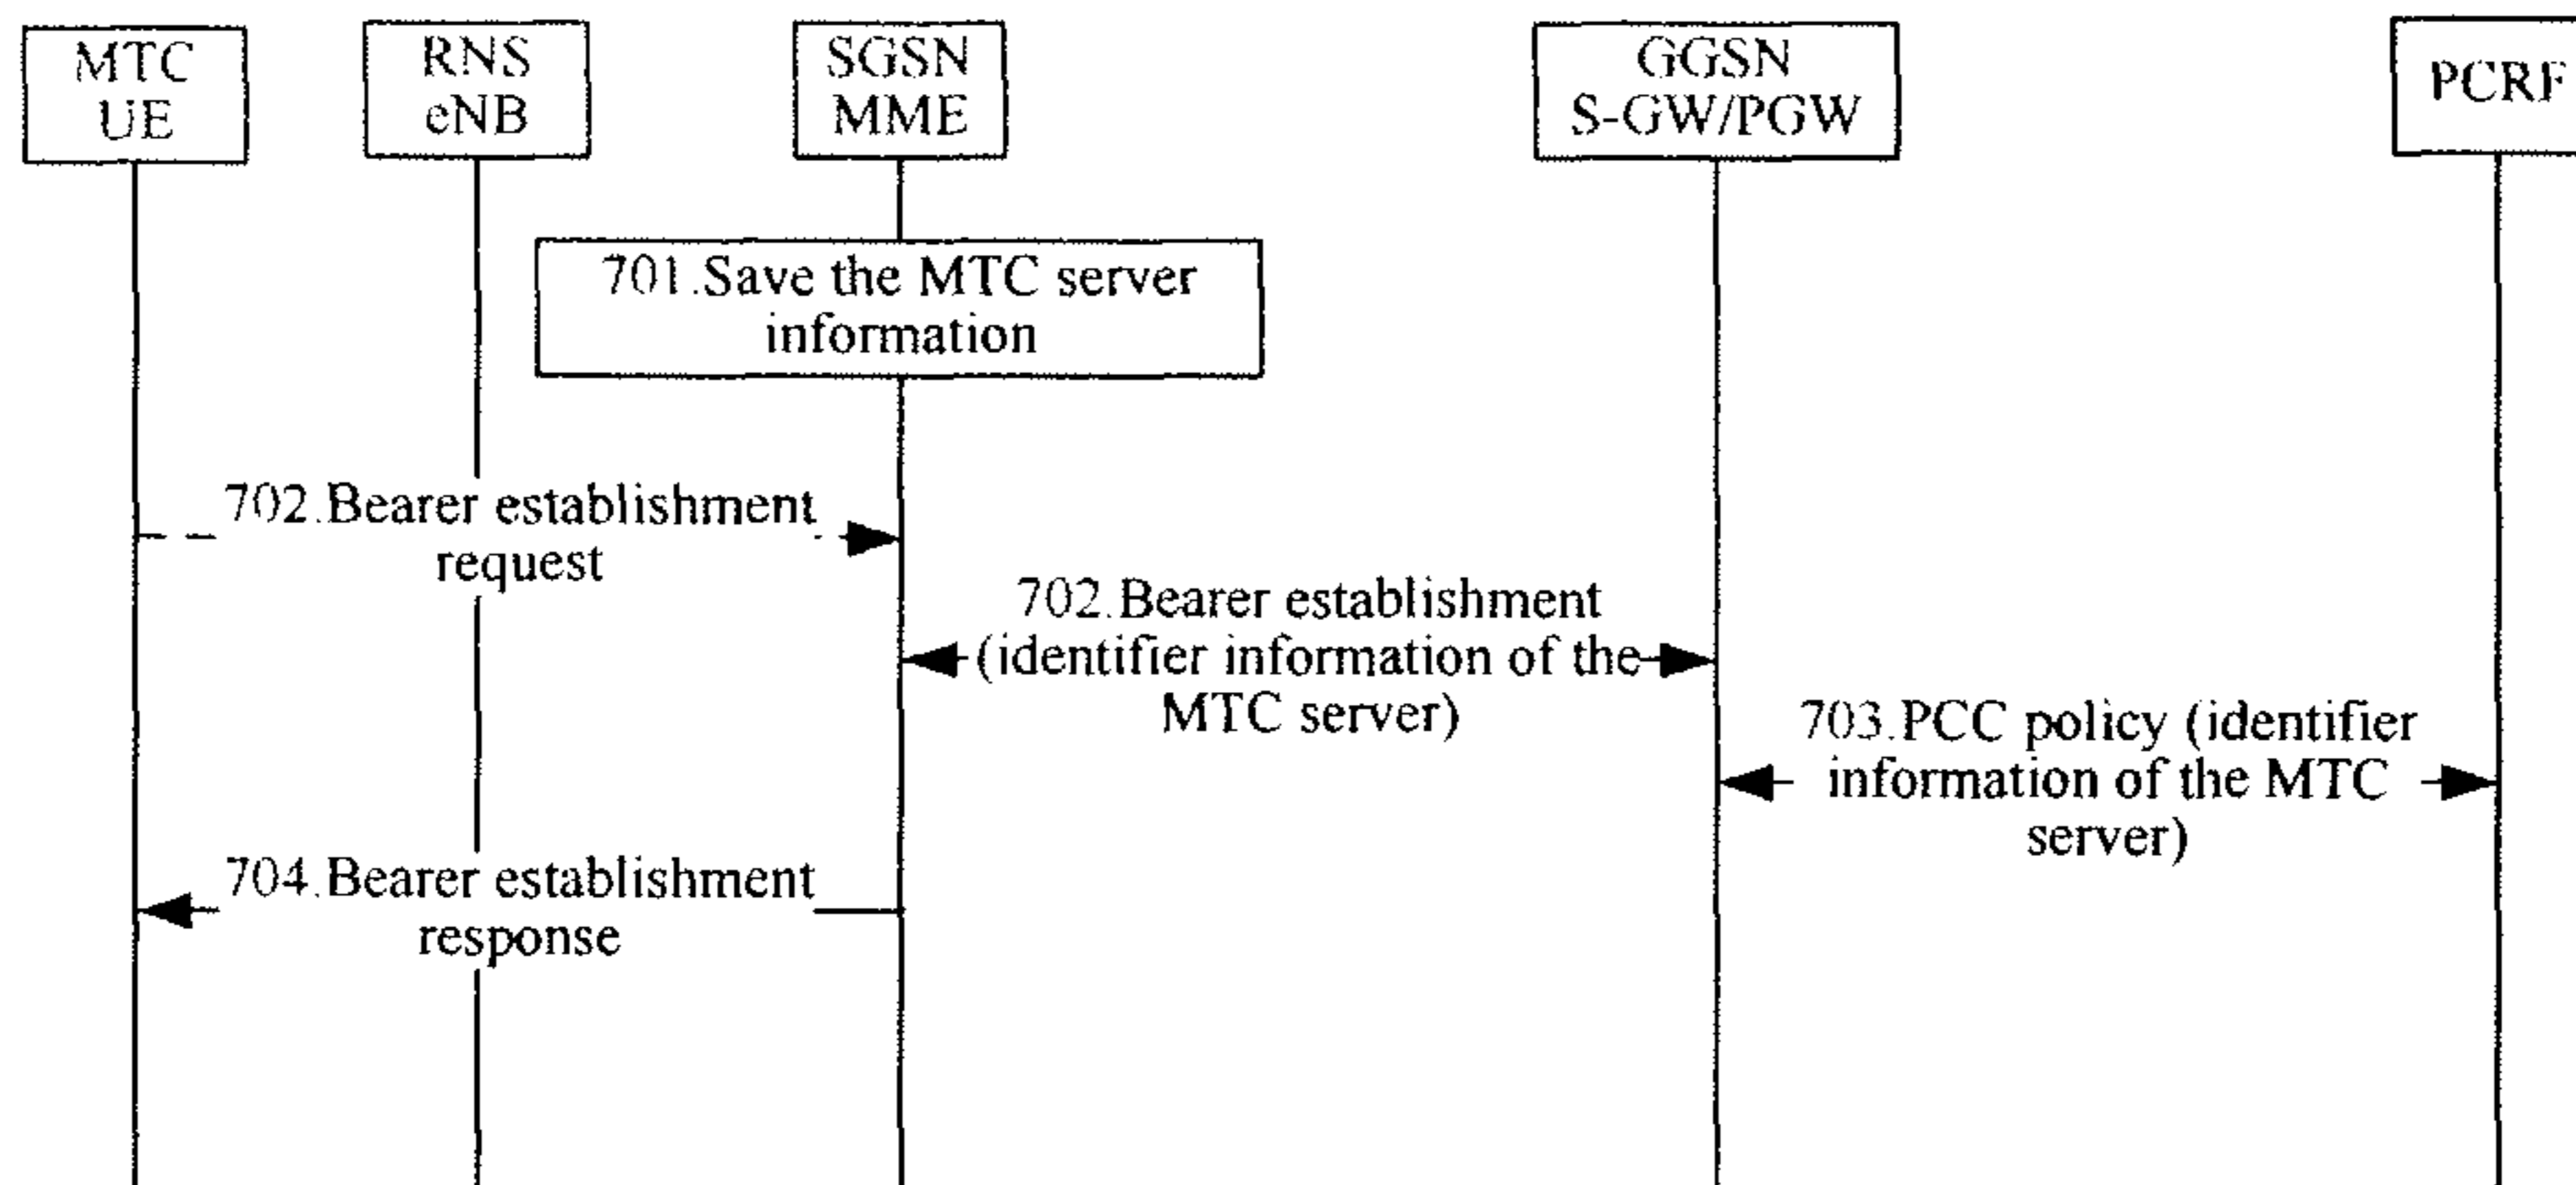 MTC
UE
RNS
eNB
SGSN
MME
GGSN
S-GW/PGW
PCRF
701.Save the MTC server
information
702.Bearer establishment
request
702.Bearer establishment
(identifier information of the
MTC server)
703.PCC policy (identifier
information of the MTC
server)
704.Bearer establishment
response